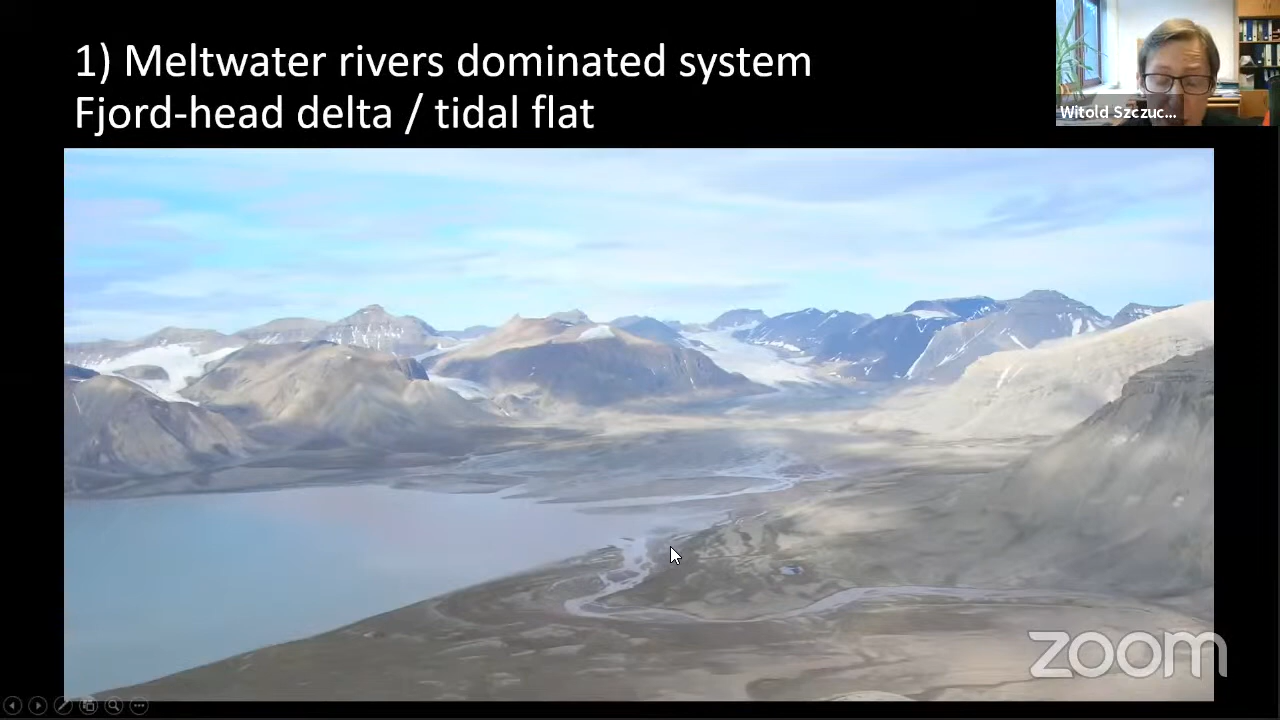 1) Meltwater rivers dominated system
Fjord-head delta / tidal flat
Witold Szczuc...
zoom